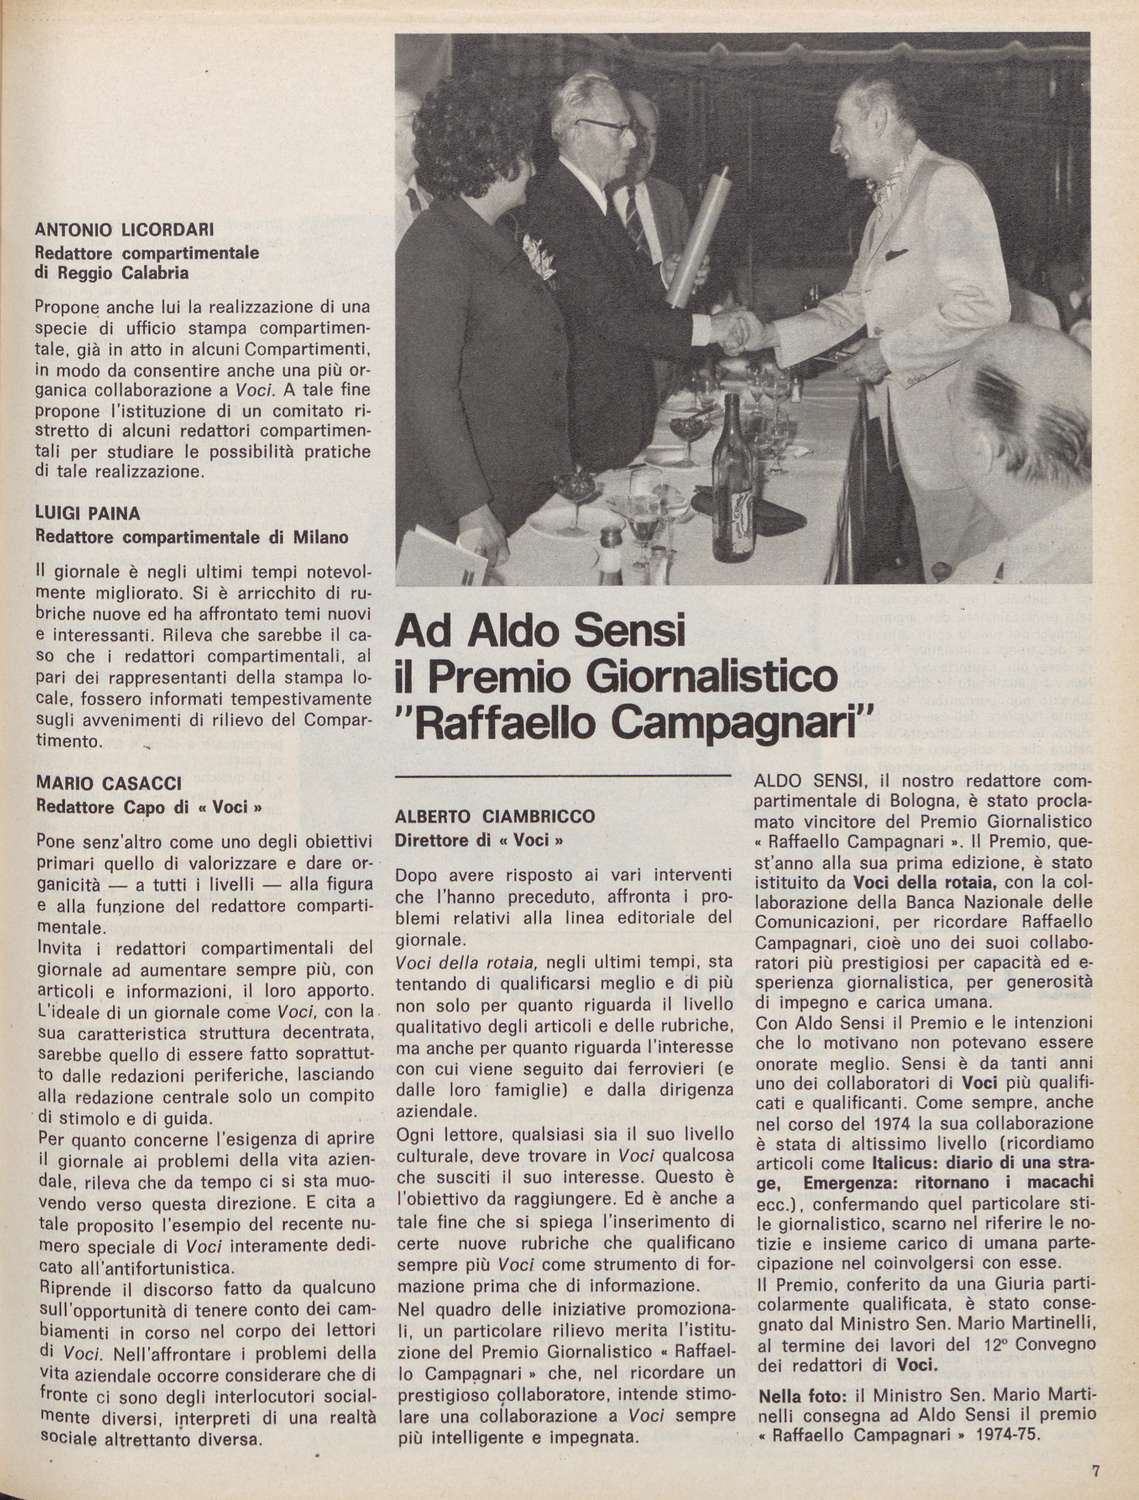 ANTONIO LICORDARI
Redattore compartimentale
di Reggio Calabria
Propone anche lui la realizzazione di una
specie di ufficio stampa compartimen-
tale, già in atto in alcuni Compartimenti,
in modo da consentire anche una più or-
ganica collaborazione a Voci. A tale fine
propone l'istituzione di un comitato ri-
stretto di alcuni redattori compartimen-
tali per studiare le possibilità pratiche
di tale realizzazione.
LUIGI PAINA
Redattore compartimentale di Milano
Il giornale è negli ultimi tempi notevol-
mente migliorato. Si è arricchito di ru-
briche nuove ed ha affrontato temi nuovi
e interessanti. Rileva che sarebbe il ca-
so che i redattori compartimentali, al
pari dei rappresentanti della stampa lo-
cale, fossero informati tempestivamente
sugli avvenimenti di rilievo del Compar-
timento.
MARIO CASACCI
Redattore Capo di « Voci »
Pone senz'altro come uno degli obiettivi
primari quello di valorizzare e dare or-
ganicità — a tutti i livelli — alla figura
e alla funzione del redattore comparti-
mentale.
Invita i redattori compartimentali del
giornale ad aumentare sempre più, con
articoli e informazioni, il loro apporto.
L'ideale di un giornale come Voci, con la
sua caratteristica struttura decentrata,
sarebbe quello di essere fatto soprattut-
to dalle redazioni periferiche, lasciando
alla redazione centrale solo un compito
di stimolo e di guida.
Per quanto concerne l'esigenza di aprire
il giornale ai problemi della vita azien-
dale, rileva che da tempo ci si sta muo-
vendo verso questa direzione. E cita a
tale proposito l'esempio del recente nu-
mero speciale di Voci interamente dedi-
cato all'antifortunistica.
Riprende il discorso fatto da qualcuno
sull'opportunità di tenere conto dei cam-
biamenti in corso nel corpo dei lettori
di Voci. Nell'affrontare i problemi della
vita aziendale occorre considerare che di
fronte ci sono degli interlocutori social-
mente diversi, interpreti di una realtà
sociale altrettanto diversa.
Ad Aldo Sensi
il Premio Giornalistico
"Raffaello Campagnari"
ALBERTO CIAMBRICCO
Direttore di « Voci »
Dopo avere risposto ai vari interventi
che l'hanno preceduto, affronta i pro-
blemi relativi alla linea editoriale del
giornale.
Voci della rotaia, negli ultimi tempi, sta
tentando di qualificarsi meglio e di più
non solo per quanto riguarda il livello
qualitativo degli articoli e delle rubriche,
ma anche per quanto riguarda l'interesse
con cui viene seguito dai ferrovieri (e
dalle loro famiglie) e dalla dirigenza
aziendale.
Ogni lettore, qualsiasi sia il suo livello
culturale, deve trovare in Voci qualcosa
che susciti il suo interesse. Questo è
l'obiettivo da raggiungere. Ed è anche a
tale fine che si spiega l'inserimento di
certe nuove rubriche che qualificano
sempre più Voci come strumento di for-
mazione prima che di informazione.
Nel quadro delle iniziative promoziona-
li, un particolare rilievo merita l'istitu-
zione del Premio Giornalistico « Raffael-
lo Campagnari » che, nel ricordare un
prestigioso collaboratore, intende stimo-
lare una collaborazione a Voci sempre
più intelligente e impegnata.
ALDO SENSI, il nostro redattore com-
partimentale di Bologna, è stato procla-
mato vincitore del Premio Giornalistico
« Raffaello Campagnari ». Il Premio, que-
st'anno alla sua prima edizione, è stato
istituito da Voci della rotaia, con la col-
laborazione della Banca Nazionale delle
Comunicazioni, per ricordare Raffaello
Campagnari, cioè uno dei suoi collabo-
ratori più prestigiosi per capacità ed e-
sperienza giornalistica, per generosità
di impegno e carica umana.
Con Aldo Sensi il Premio e le intenzioni
che lo motivano non potevano essere
onorate meglio. Sensi è da tanti anni
uno dei collaboratori di Voci più qualifi-
cati e qualificanti. Come sempre, anche
nel corso del 1974 la sua collaborazione
è stata di altissimo livello (ricordiamo
articoli come Italicus: diario di una stra-
ge, Emergenza: ritornano i macachi
ecc.), confermando quel particolare sti-
le giornalistico, scarno nel riferire le no-
tizie e insieme carico di umana parte-
cipazione nel coinvolgersi con esse.
Il Premio, conferito da una Giuria parti-
colarmente qualificata, è stato conse-
gnato dal Ministro Sen. Mario Martinelli,
al termine dei lavori del 12º Convegno
dei redattori di Voci.
Nella foto: il Ministro Sen. Mario Marti-
nelli consegna ad Aldo Sensi il premio
« Raffaello Campagnari » 1974-75.
7